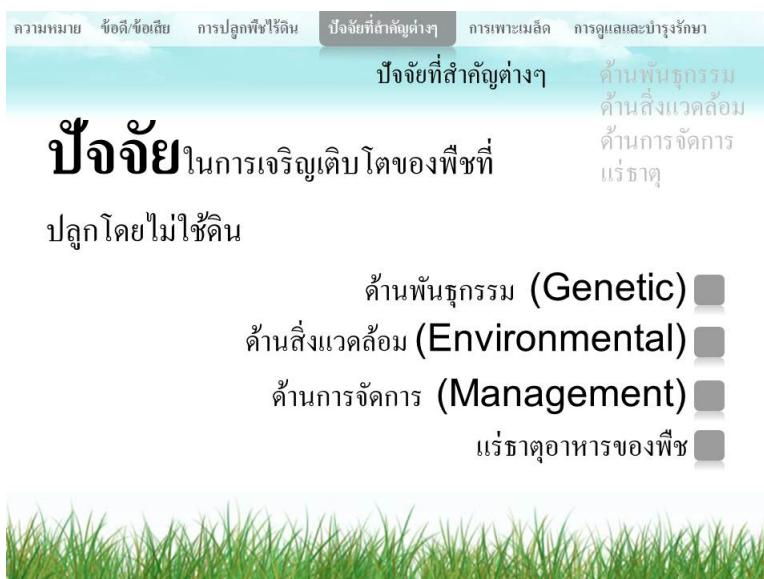 ความหมาย ข้อดี/ข้อเสีย การปลูกพืชไร้ดิน ปัจจัยที่สำคัญต่างๆ การเพาะเมล็ด การดูแลและบำรุงรักษา
ปัจจัยที่สำคัญต่างๆ
ด้านพันธุกรรม
ด้านสิ่งแวดล้อม
ด้านการจัดการ
แร่ธาตุ
ปัจจัยในการเจริญเติบโตของพืชที่
ปลูกโดยไม่ใช้ดิน
ด้านพันธุกรรม (Genetic)
ด้านสิ่งแวดล้อม (Environmental)
ด้านการจัดการ (Management)
แร่ธาตุอาหารของพืช